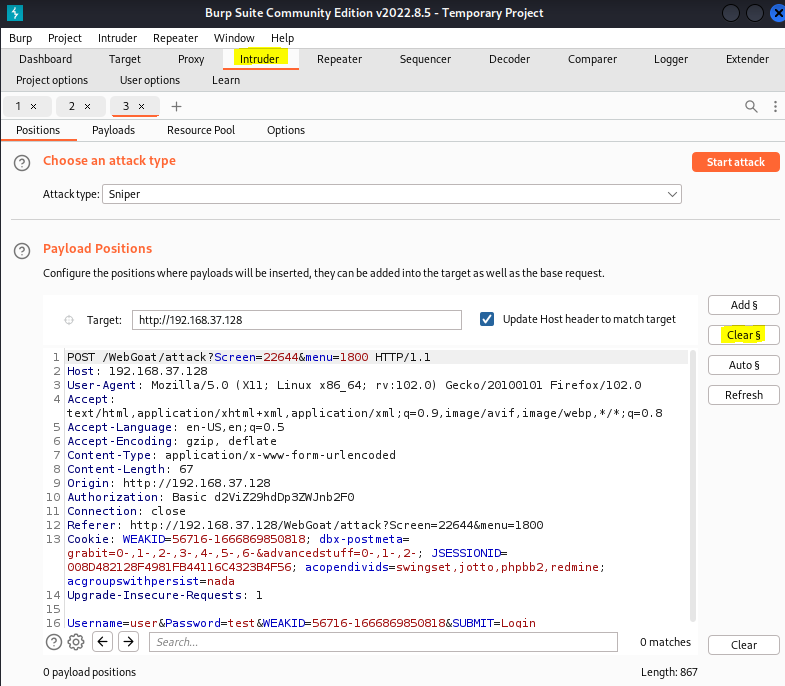 Burp Suite Community Edition v2022.8.5 - Temporary Project
Burp Project Intruder Repeater Window Help
Dashboard Target Proxy Intruder Repeater Sequencer Decoder Comparer Logger Extender
Project options User options Learn
1 × 2 × 3 × +
Positions Payloads Resource Pool Options
? Choose an attack type Start attack
Attack type: Sniper
? Payload Positions
Configure the positions where payloads will be inserted, they can be added into the target as well as the base request.
Add §
Target: http://192.168.37.128 Update Host header to match target
Clear §
Auto §
Refresh
1 POST /WebGoat/attack?Screen=22644&menu=1800 HTTP/1.1
2 Host: 192.168.37.128
3 User-Agent: Mozilla/5.0 (X11; Linux x86_64; rv:102.0) Gecko/20100101 Firefox/102.0
4 Accept:
text/html,application/xhtml+xml,application/xml;q=0.9,image/avif,image/webp,*/*;q=0.8
5 Accept-Language: en-US,en;q=0.5
6 Accept-Encoding: gzip, deflate
7 Content-Type: application/x-www-form-urlencoded
8 Content-Length: 67
9 Origin: http://192.168.37.128
10 Authorization: Basic d2ViZ29hdDp3ZWJnb2F0
11 Connection: close
12 Referer: http://192.168.37.128/WebGoat/attack?Screen=22644&menu=1800
13 Cookie: WEAKID=56716-1666869850818; dbx-postmeta=
grabit=0-,1-,2-,3-,4-,5-,6-&advancedstuff=0-,1-,2-; JSESSIONID=
008D482128F4981FB44116C4323B4F56; acopendivids=swingset,jotto,phpbb2,redmine;
acgroupswithpersist=nada
14 Upgrade-Insecure-Requests: 1
15
16 Username=user&Password=test&WEAKID=56716-1666869850818&SUBMIT=Login
? Search... 0 matches Clear
0 payload positions Length: 867